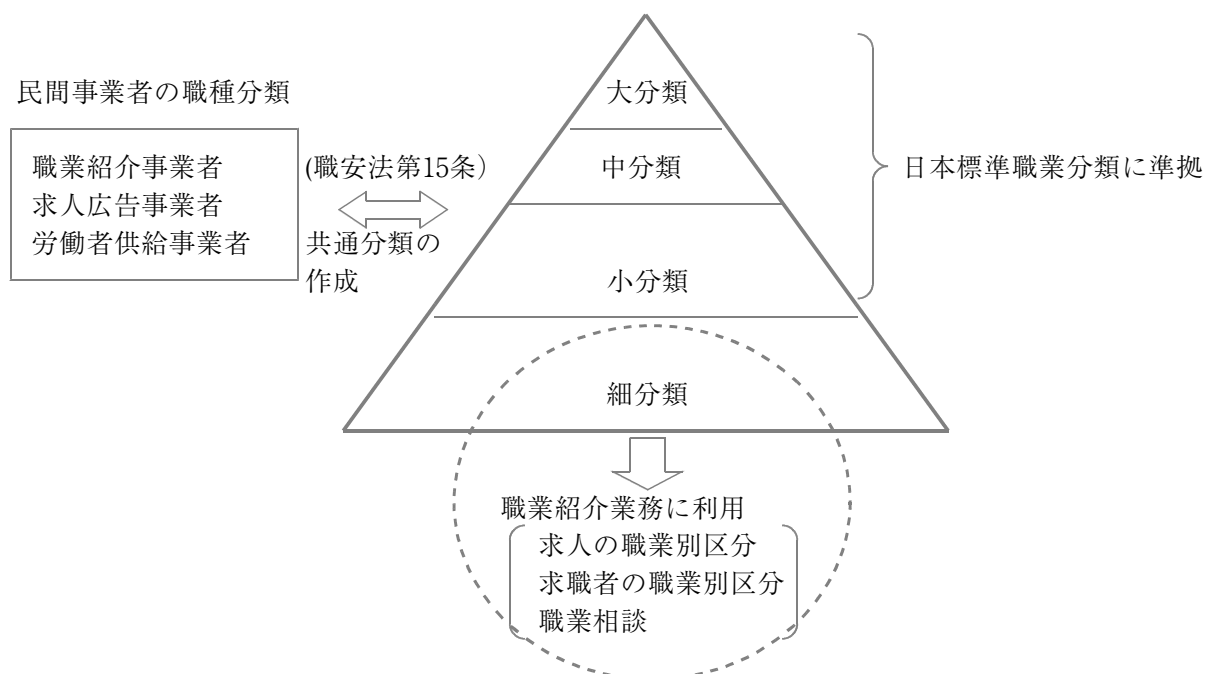 民間事業者の職種分類
職業紹介事業者
求人広告事業者
労働者供給事業者
(職安法第15条)
共通分類の
作成
大分類
中分類
小分類
細分類
日本標準職業分類に準拠
職業紹介業務に利用
求人の職業別区分
求職者の職業別区分
職業相談